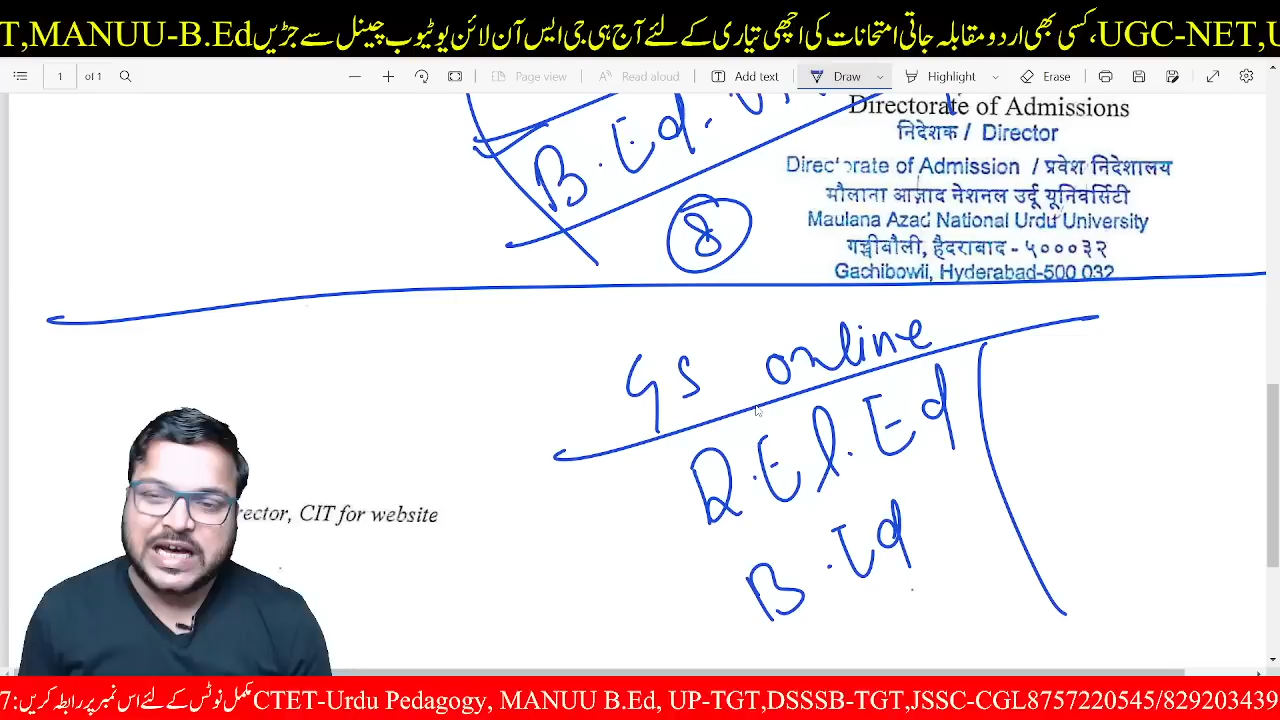 T,MANUU-B.Ed کسی بھی اردو مقابلہ جاتی امتحانات کی اچھی تیاری کے لئے آج ہی جی ایس آن لائن یوٹیوب چینل سے جڑیں، UGC-NET,U
1 of 1 Page view Read aloud Add text Draw Highlight Erase
Directorate of Admissions
B.Ed.
निदेशक / Director
Directorate of Admission / प्रवेश निदेशालय
मौलाना आज़ाद नेशनल उर्दू यूनिवर्सिटी
8
Maulana Azad National Urdu University
गच्चीबौली, हैदराबाद - ५०००३२
Gachibowli, Hyderabad-500 032
GS online
D.El.Ed
rector, CIT for website
B.Ed
7: مکمل نوٹس کے لئے اس نمبر پر رابطہ کریں CTET-Urdu Pedagogy, MANUU B.Ed, UP-TGT,DSSSB-TGT,JSSC-CGL8757220545/829203439